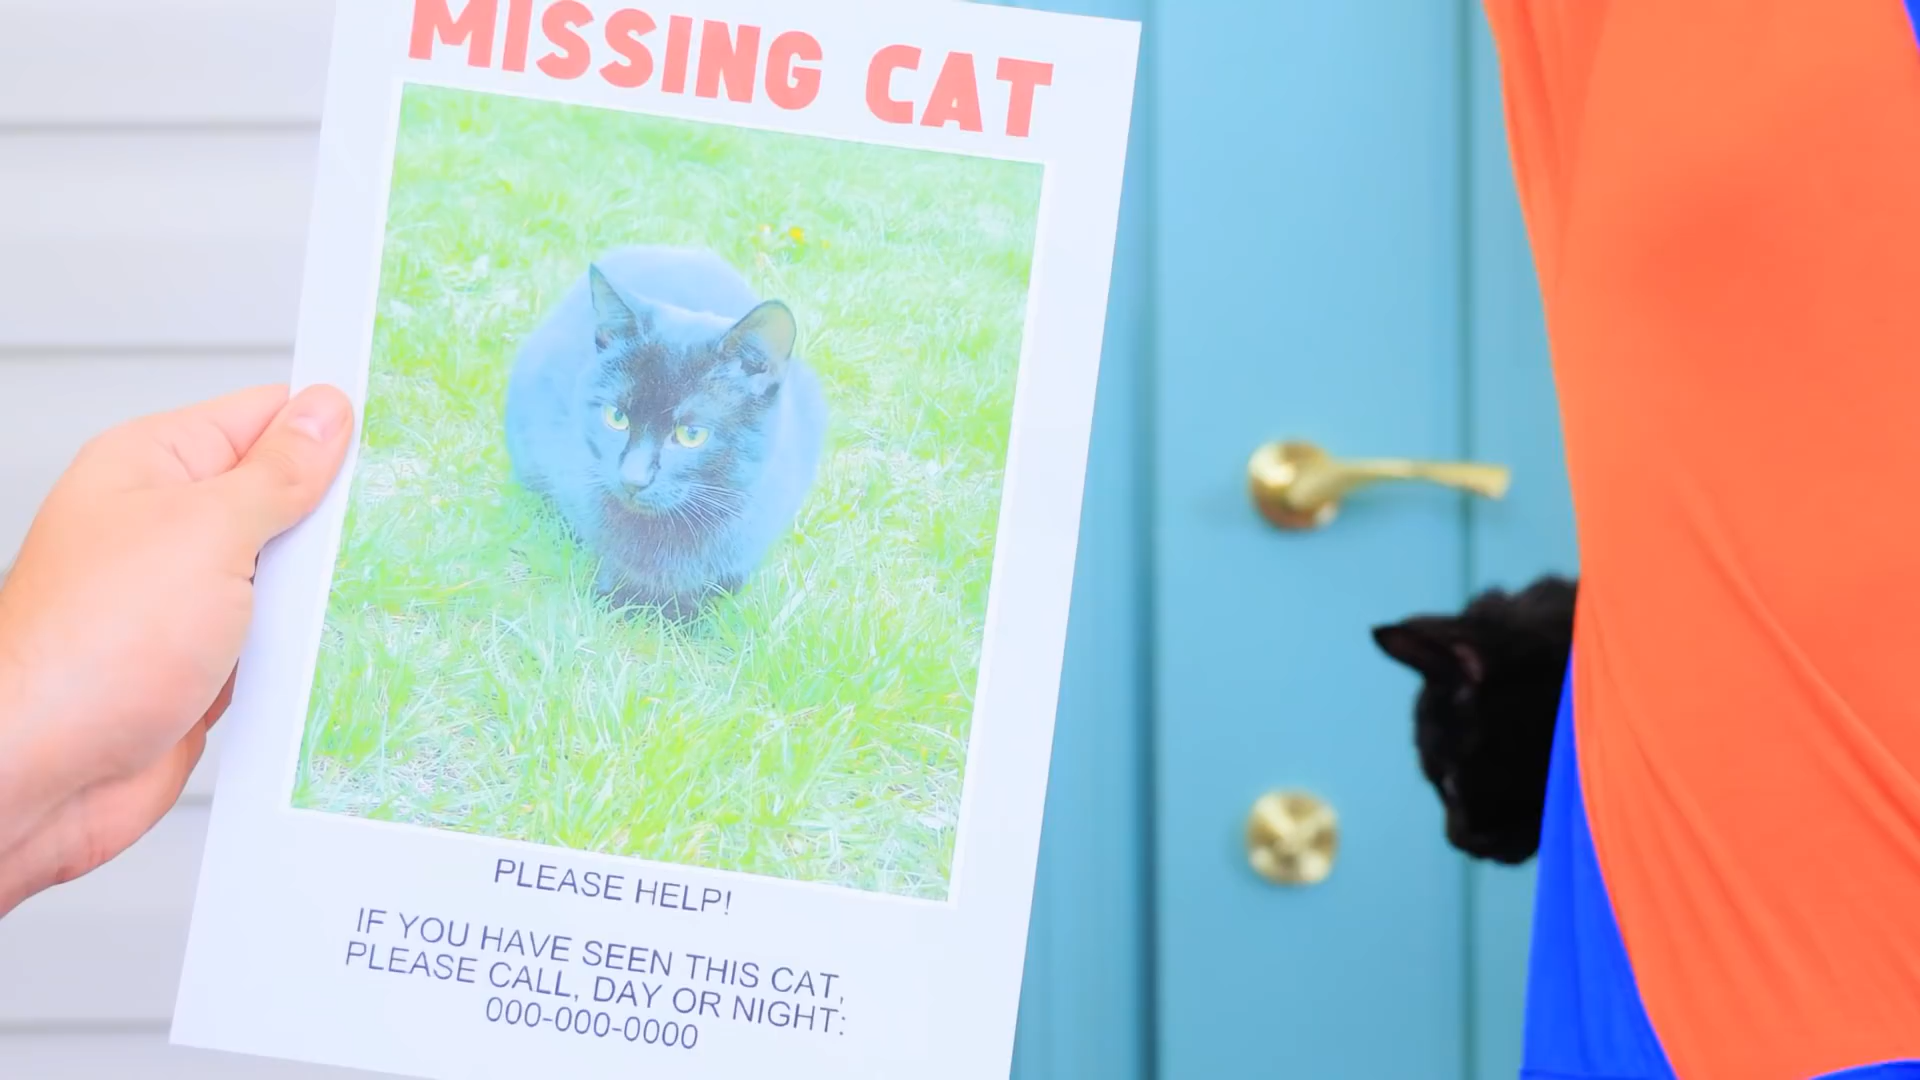 MISSING CAT
PLEASE HELP!
IF YOU HAVE SEEN THIS CAT,
PLEASE CALL, DAY OR NIGHT:
000-000-0000